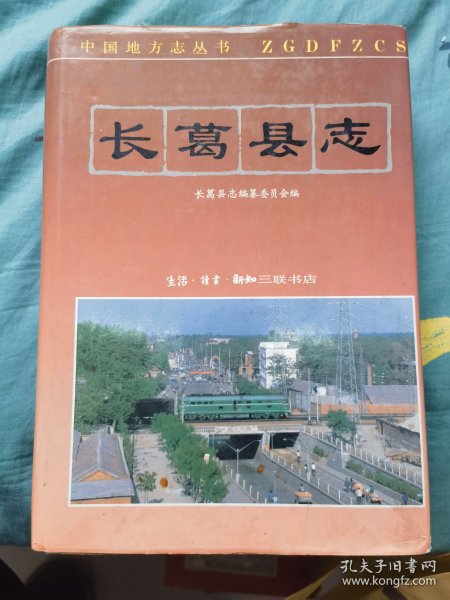 中国地方志丛书 ZGDFZCS
长葛县志
长葛县志编纂委员会编
生活·讀書·新知三联书店
孔夫子旧书网
www.kongfz.com